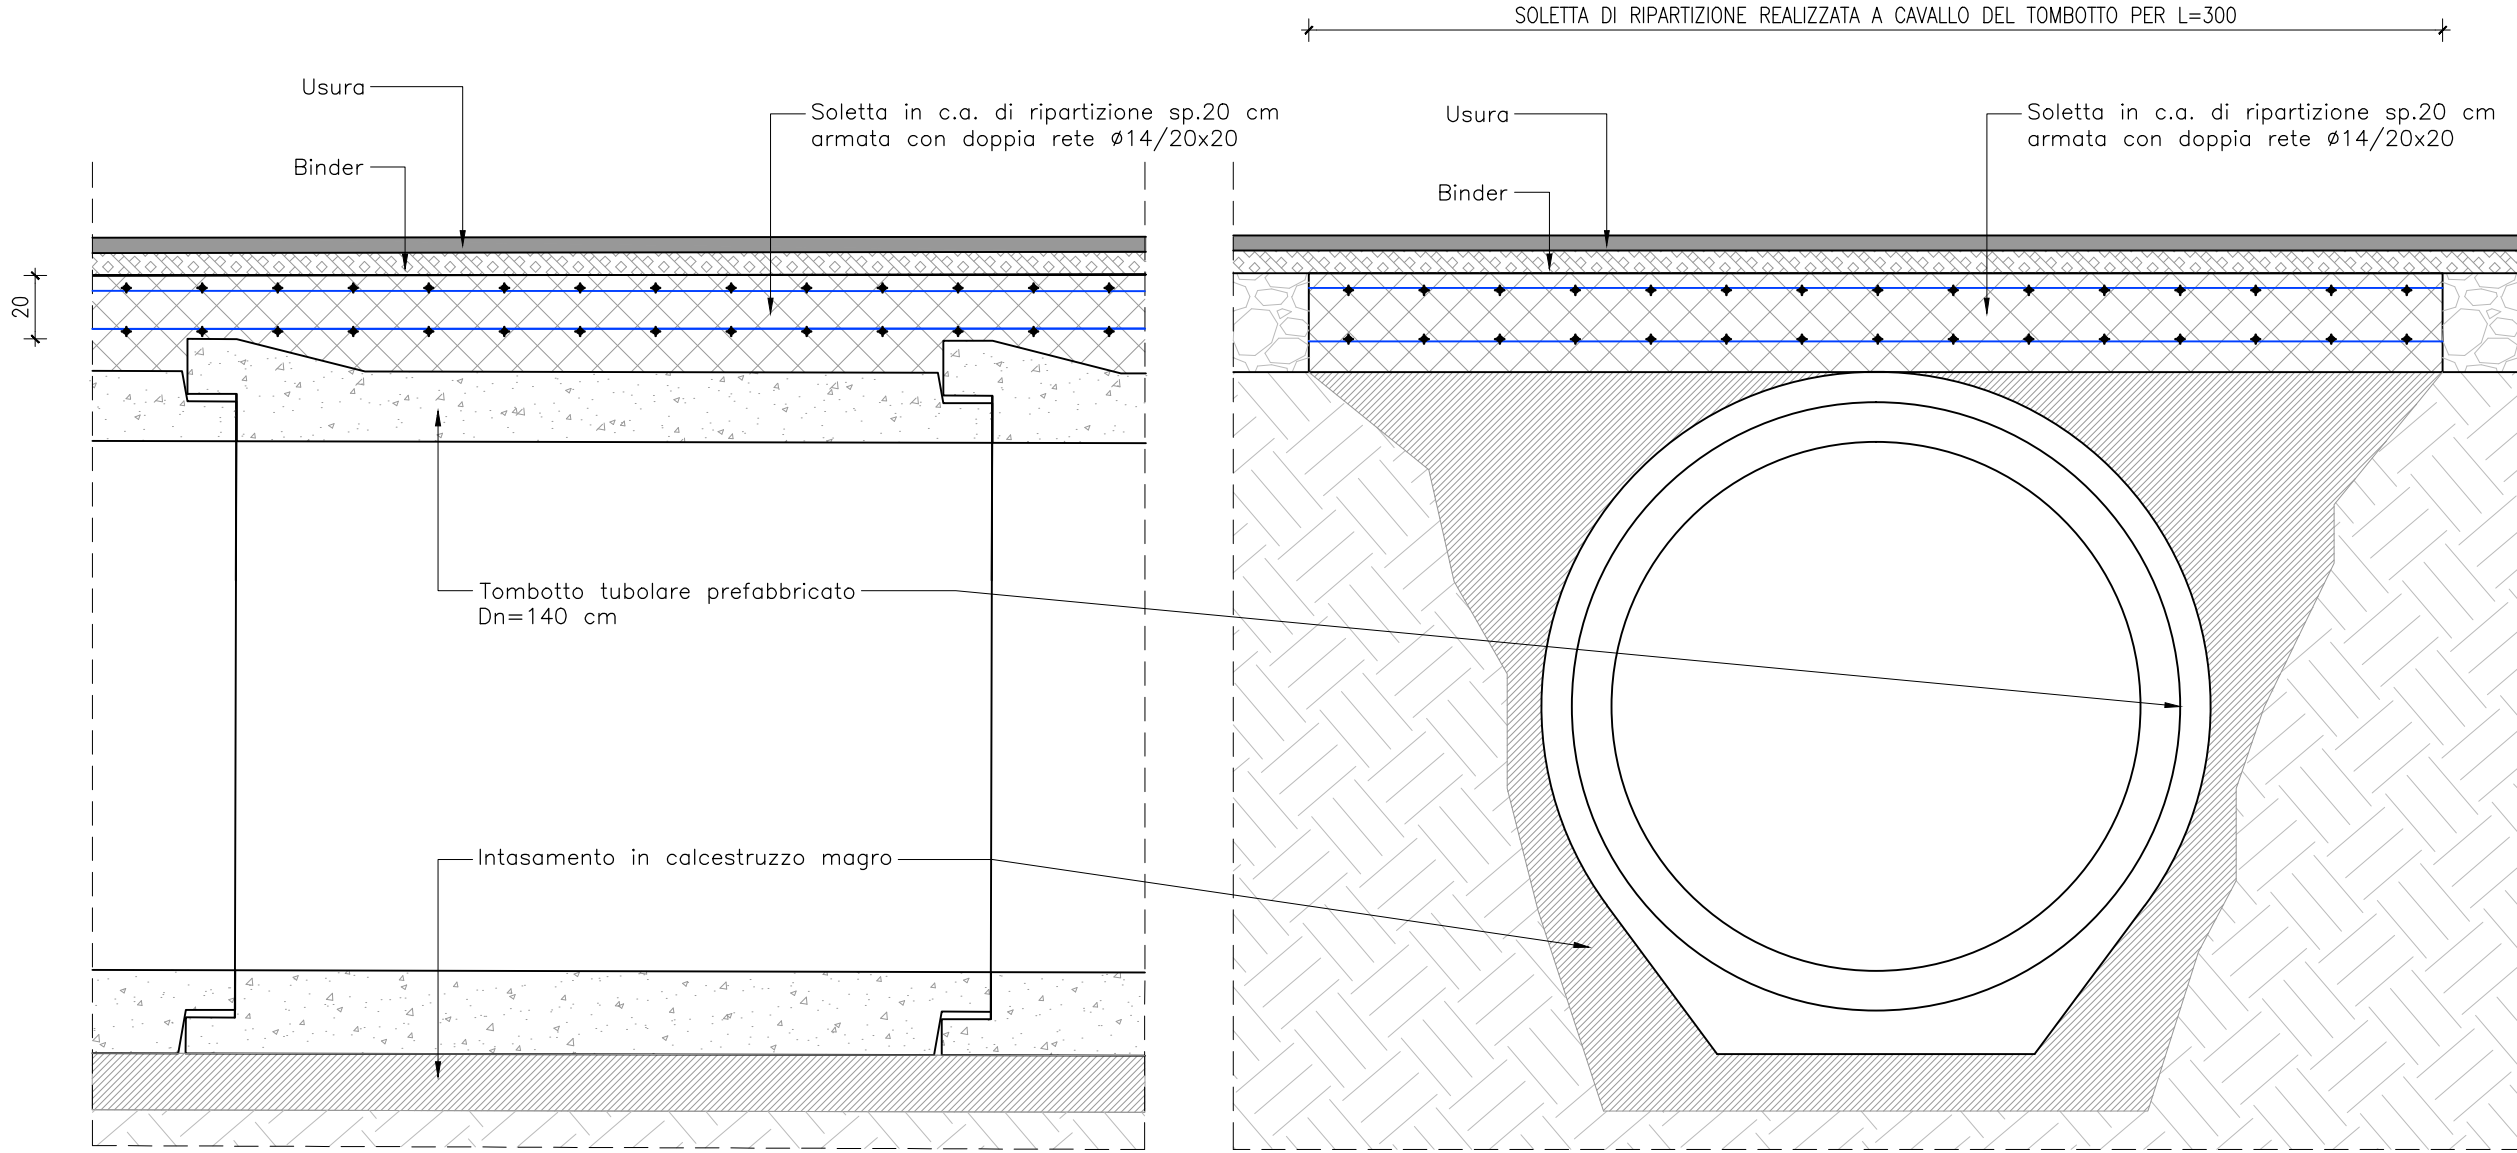 SOLETTA DI RIPARTIZIONE REALIZZATA A CAVALLO DEL TOMBOTTO PER L=300
Usura
Soletta in c.a. di ripartizione sp.20 cm
armata con doppia rete ø14/20x20
Binder
Usura
Soletta in c.a. di ripartizione sp.20 cm
armata con doppia rete ø14/20x20
Binder
20
Tombotto tubolare prefabbricato
Dn=140 cm
Intasamento in calcestruzzo magro